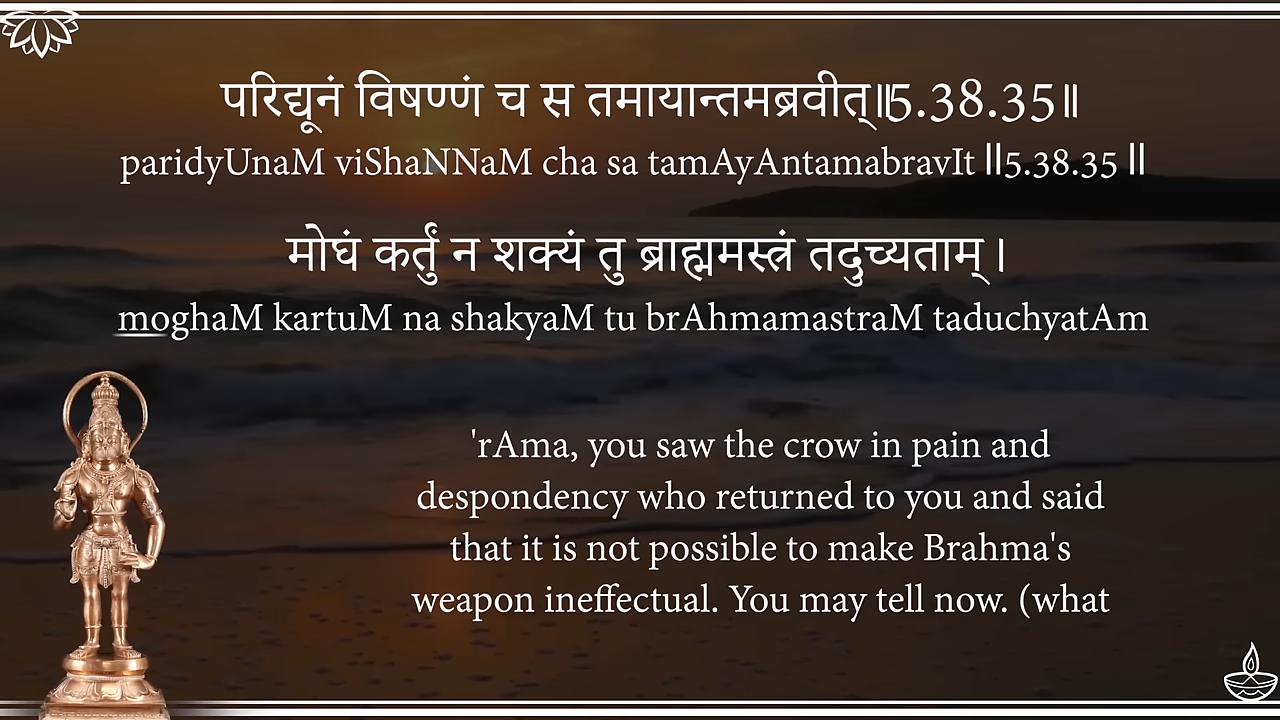 परिद्यूनं विषण्णं च स तमायान्तमब्रवीत्॥5.38.35॥
paridyUnaM viShaNNaM cha sa tamAyAntamabravIt ॥5.38.35 ॥
मोघं कर्तुं न शक्यं तु ब्राह्ममस्त्रं तदुच्यताम् ।
moghaM kartuM na shakyaM tu brAhmamastraM taduchyatAm
'rAma, you saw the crow in pain and
despondency who returned to you and said
that it is not possible to make Brahma's
weapon ineffectual. You may tell now. (what